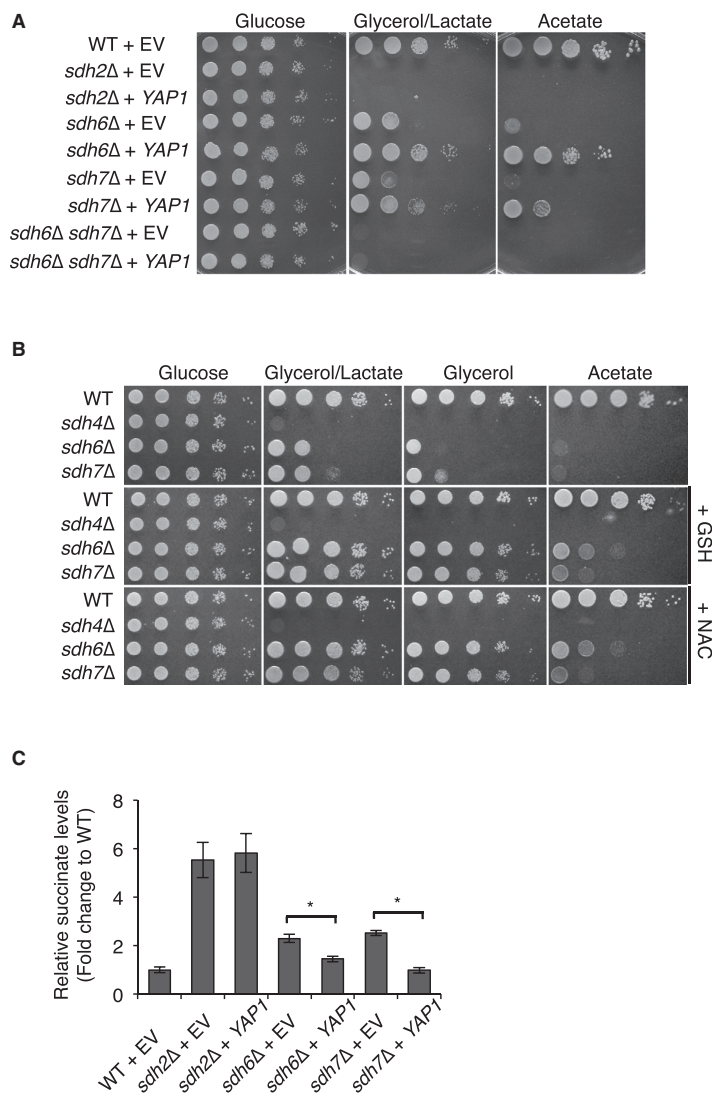 A
Glucose Glycerol/Lactate Acetate
WT + EV
sdh2Δ + EV
sdh2Δ + YAP1
sdh6Δ + EV
sdh6Δ + YAP1
sdh7Δ + EV
sdh7Δ + YAP1
sdh6Δ sdh7Δ + EV
sdh6Δ sdh7Δ + YAP1
B
Glucose Glycerol/Lactate Glycerol Acetate
WT
sdh4Δ
sdh6Δ
sdh7Δ
WT
sdh4Δ
sdh6Δ
sdh7Δ
+ GSH
WT
sdh4Δ
sdh6Δ
sdh7Δ
+ NAC
C
Relative succinate levels
(Fold change to WT)
8
6
4
2
0
*
*
WT + EV
sdh2Δ + EV
sdh2Δ + YAP1
sdh6Δ + EV
sdh6Δ + YAP1
sdh7Δ + EV
sdh7Δ + YAP1